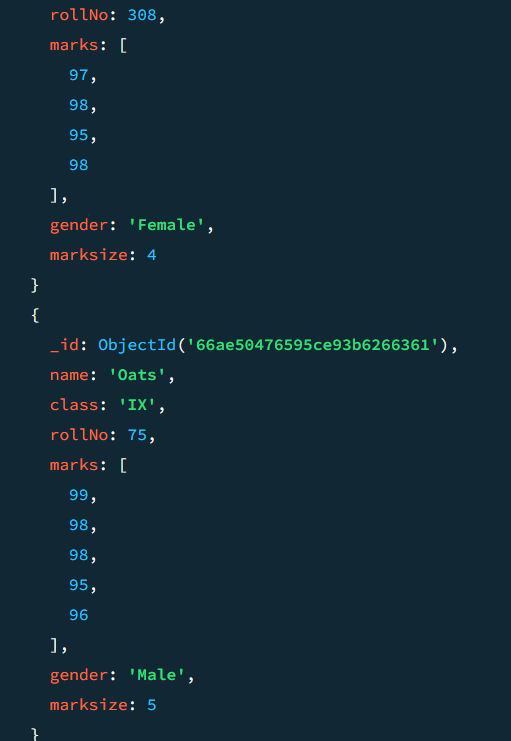 rollNo: 308,
marks: [
97,
98,
95,
98
],
gender: 'Female',
marksize: 4
}
{
_id: ObjectId('66ae50476595ce93b6266361'),
name: 'Oats',
class: 'IX',
rollNo: 75,
marks: [
99,
98,
98,
95,
96
],
gender: 'Male',
marksize: 5
}